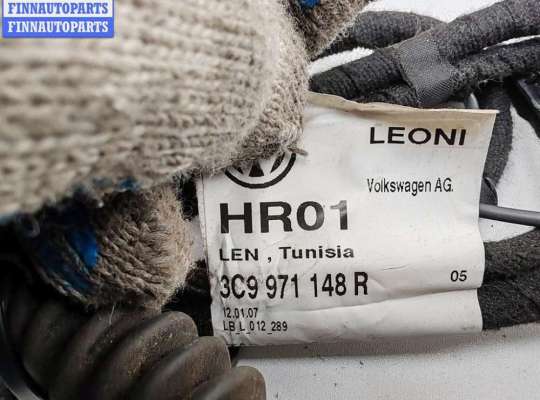 FINNAUTOPARTS
FINNAUTOPARTS
LEONI
Volkswagen AG.
HR01
LEN , Tunisia
3C9 971 148 R
05
12.01.07
LB L 012 289